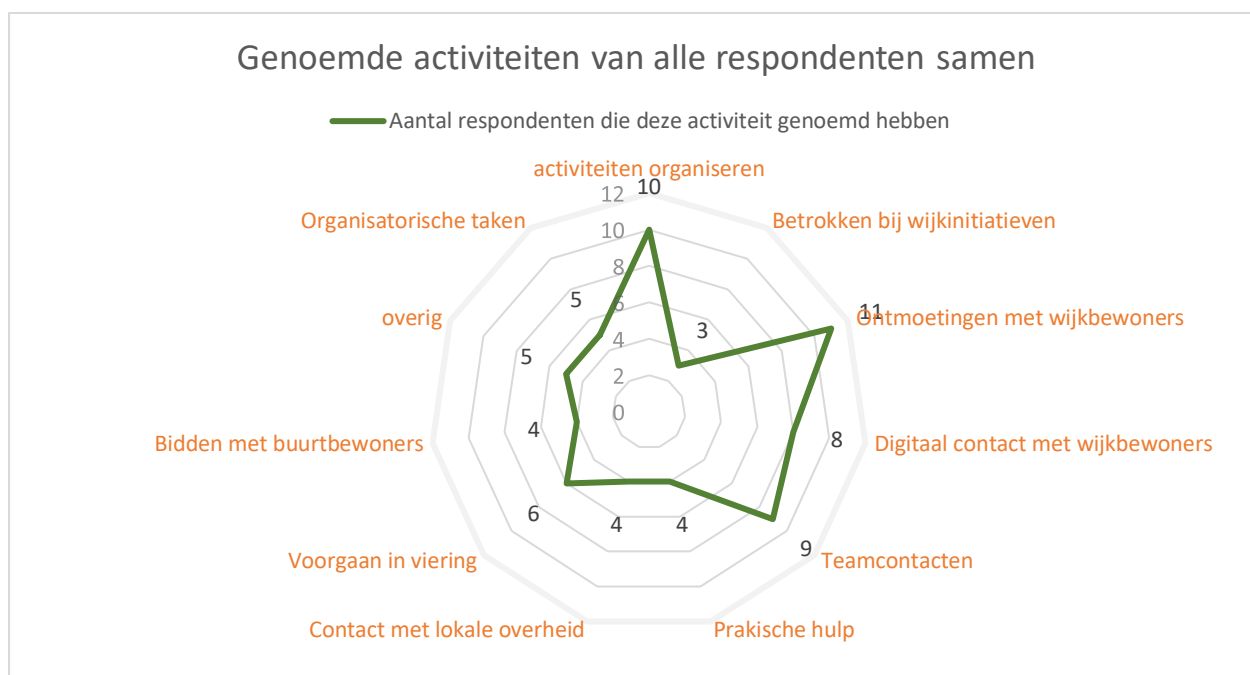 Genoemde activiteiten van alle respondenten samen
Aantal respondenten die deze activiteit genoemd hebben
activiteiten organiseren
10
12
Organisatorische taken
Betrokken bij wijkinitiatieven
10
8
5
6
3
11
overig
Ontmoetingen met wijkbewoners
5
4
2
0
Bidden met buurtbewoners
4
8
Digitaal contact met wijkbewoners
6
4
4
9
Voorgaan in viering
Teamcontacten
Contact met lokale overheid
Prakische hulp